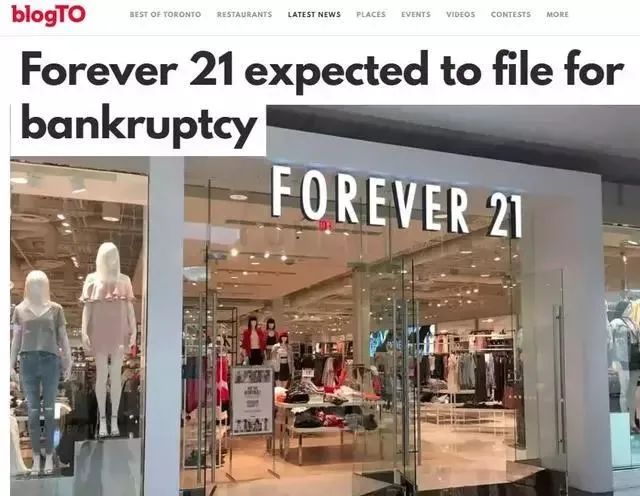 blogTO
BEST OF TORONTO RESTAURANTS LATEST NEWS PLACES EVENTS VIDEOS CONTESTS MORE
Forever 21 expected to file for
bankruptcy
FOREVER 21